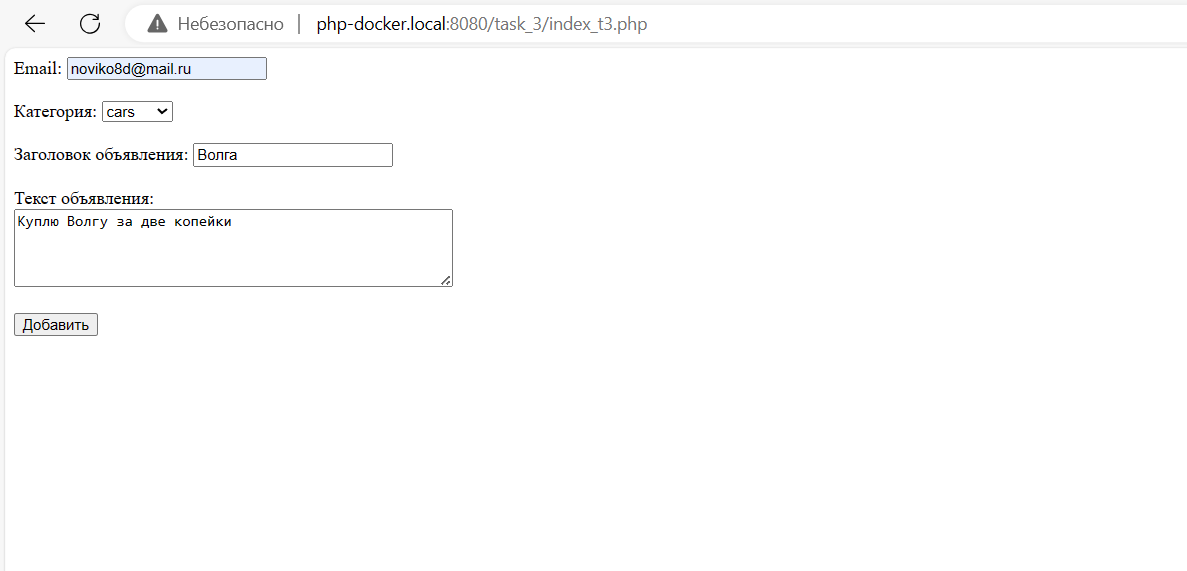 Небезопасно | php-docker.local:8080/task_3/index_t3.php
Email: noviko8d@mail.ru
Категория: cars
Заголовок объявления: Волга
Текст объявления:
Куплю Волгу за две копейки
Добавить